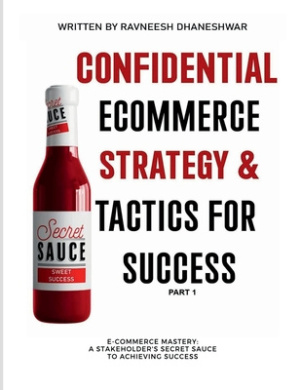 WRITTEN BY RAVNEESH DHANESHWAR
CONFIDENTIAL
ECOMMERCE
STRATEGY &
TACTICS FOR
SUCCESS
PART 1
Secret
SAUCE
SWEET
SUCCESS
E-COMMERCE MASTERY:
A STAKEHOLDER'S SECRET SAUCE
TO ACHIEVING SUCCESS